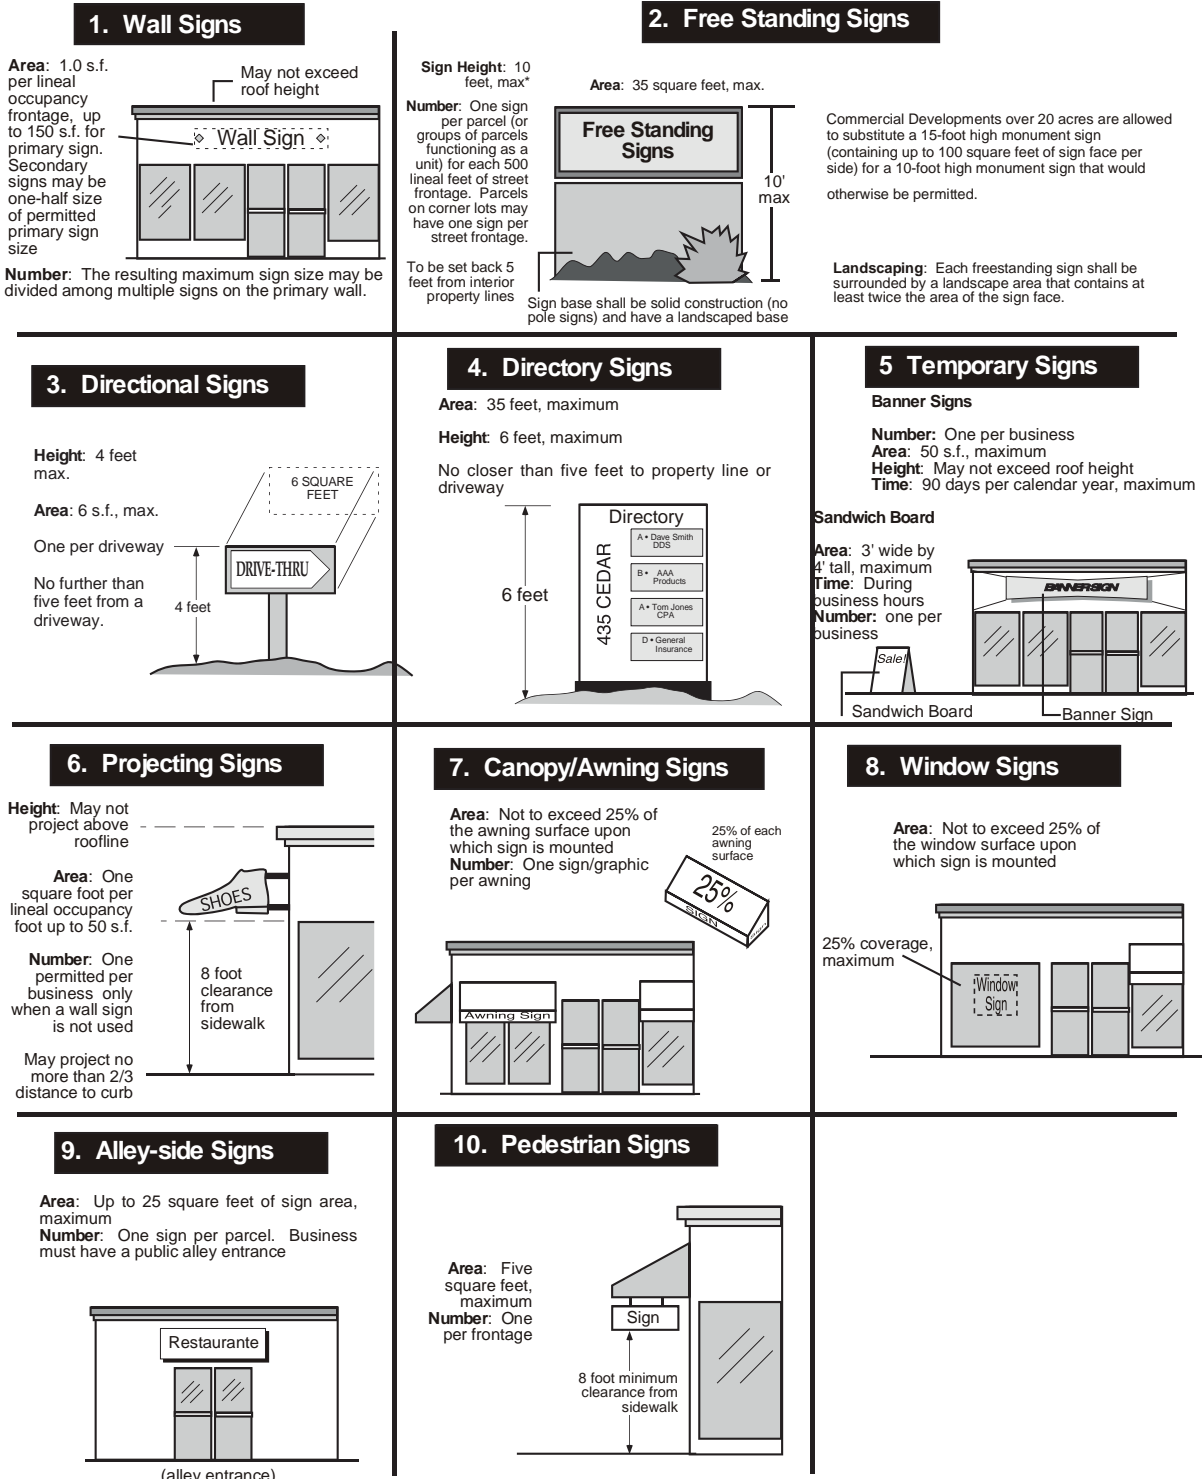 1. Wall Signs
Area: 1.0 s.f.
per lineal
occupancy
frontage, up
to 150 s.f. for
primary sign.
Secondary
signs may be
one-half size
of permitted
primary sign
size
May not exceed
roof height
Wall Sign
Number: The resulting maximum sign size may be
divided among multiple signs on the primary wall.
2. Free Standing Signs
Sign Height: 10
feet, max*
Number: One sign
per parcel (or
groups of parcels
functioning as a
unit) for each 500
lineal feet of street
frontage. Parcels
on corner lots may
have one sign per
street frontage.
To be set back 5
feet from interior
property lines
Area: 35 square feet, max.
Free Standing
Signs
10'
max
Sign base shall be solid construction (no
pole signs) and have a landscaped base
Commercial Developments over 20 acres are allowed
to substitute a 15-foot high monument sign
(containing up to 100 square feet of sign face per
side) for a 10-foot high monument sign that would
otherwise be permitted.
Landscaping: Each freestanding sign shall be
surrounded by a landscape area that contains at
least twice the area of the sign face.
3. Directional Signs
Height: 4 feet
max.
Area: 6 s.f., max.
One per driveway
No further than
five feet from a
driveway.
6 SQUARE
FEET
DRIVE-THRU
4 feet
4. Directory Signs
Area: 35 feet, maximum
Height: 6 feet, maximum
No closer than five feet to property line or
driveway
6 feet
Directory
435 CEDAR
A • Dave Smith
DDS
B • AAA
Products
A • Tom Jones
CPA
D • General
Insurance
5 Temporary Signs
Banner Signs
Number: One per business
Area: 50 s.f., maximum
Height: May not exceed roof height
Time: 90 days per calendar year, maximum
Sandwich Board
Area: 3' wide by
4' tall, maximum
Time: During
business hours
Number: one per
business
BANNER SIGN
Sale!
Sandwich Board
Banner Sign
6. Projecting Signs
Height: May not
project above
roofline
Area: One
square foot per
lineal occupancy
foot up to 50 s.f.
Number: One
permitted per
business only
when a wall sign
is not used
May project no
more than 2/3
distance to curb
SHOES
8 foot
clearance
from
sidewalk
7. Canopy/Awning Signs
Area: Not to exceed 25% of
the awning surface upon
which sign is mounted
Number: One sign/graphic
per awning
25% of each
awning
surface
25%
SIGN
SIGN
Awning Sign
8. Window Signs
Area: Not to exceed 25% of
the window surface upon
which sign is mounted
25% coverage,
maximum
Window
Sign
9. Alley-side Signs
Area: Up to 25 square feet of sign area,
maximum
Number: One sign per parcel. Business
must have a public alley entrance
Restaurante
(alley entrance)
10. Pedestrian Signs
Area: Five
square feet,
maximum
Number: One
per frontage
Sign
8 foot minimum
clearance from
sidewalk